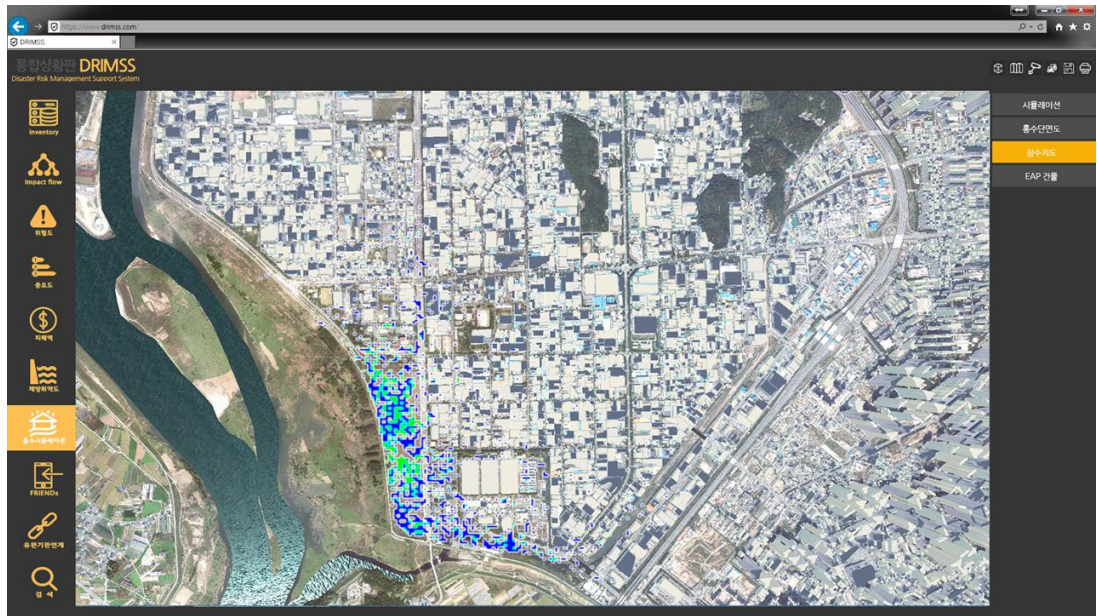 https://www.drimss.com/
DRIMSS
통합상황판 DRIMSS
Disaster Risk Management Support System
Inventory
Impact flow
위험도
중요도
피해액
제방취약도
홍수시뮬레이션
FRIENDs
유관기관연계
검 색
시뮬레이션
홍수단면도
침수지도
EAP 건물